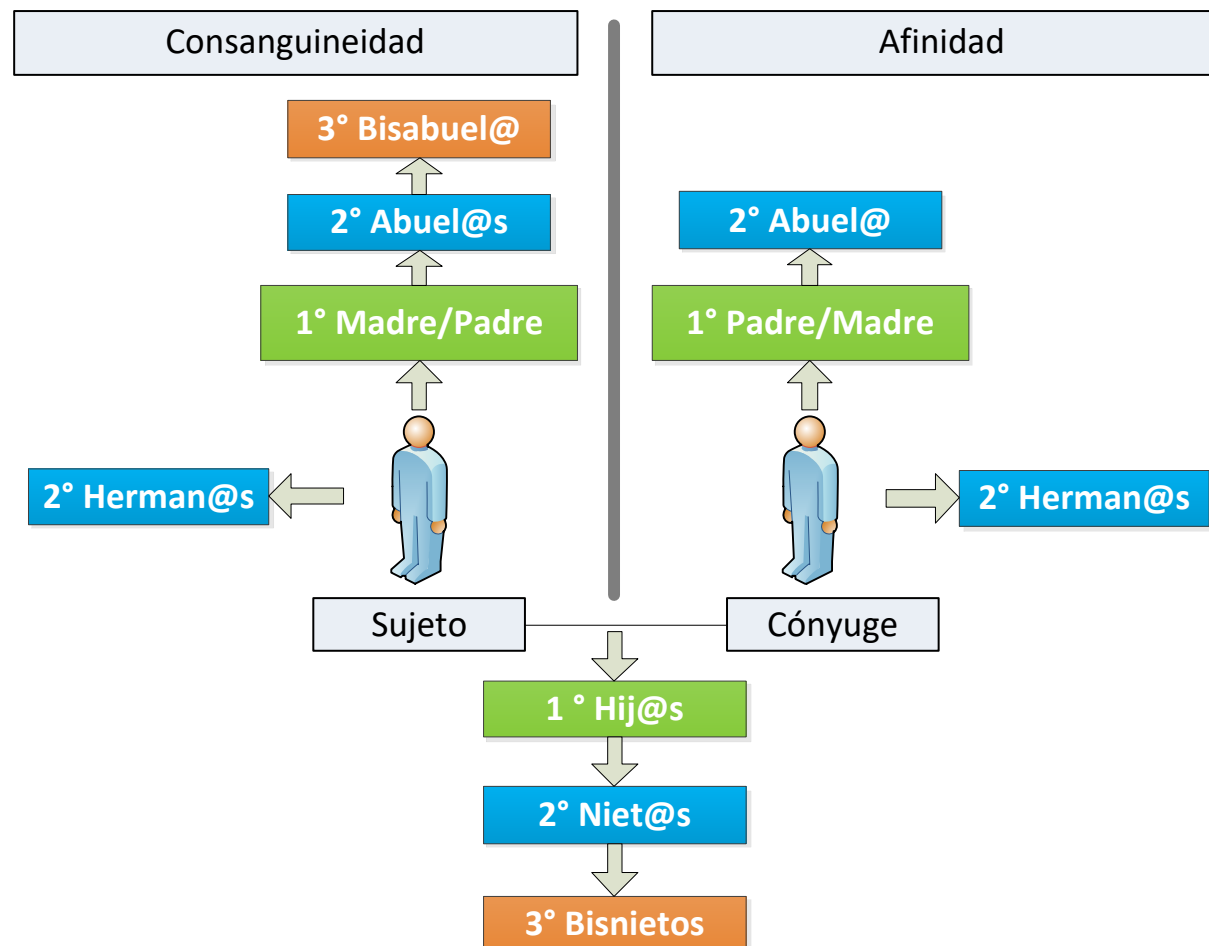 Consanguineidad
Afinidad
3° Bisabuel@
2° Abuel@s
2° Abuel@
1° Madre/Padre
1° Padre/Madre
2° Herman@s
2° Herman@s
Sujeto
Cónyuge
1 ° Hij@s
2° Niet@s
3° Bisnietos